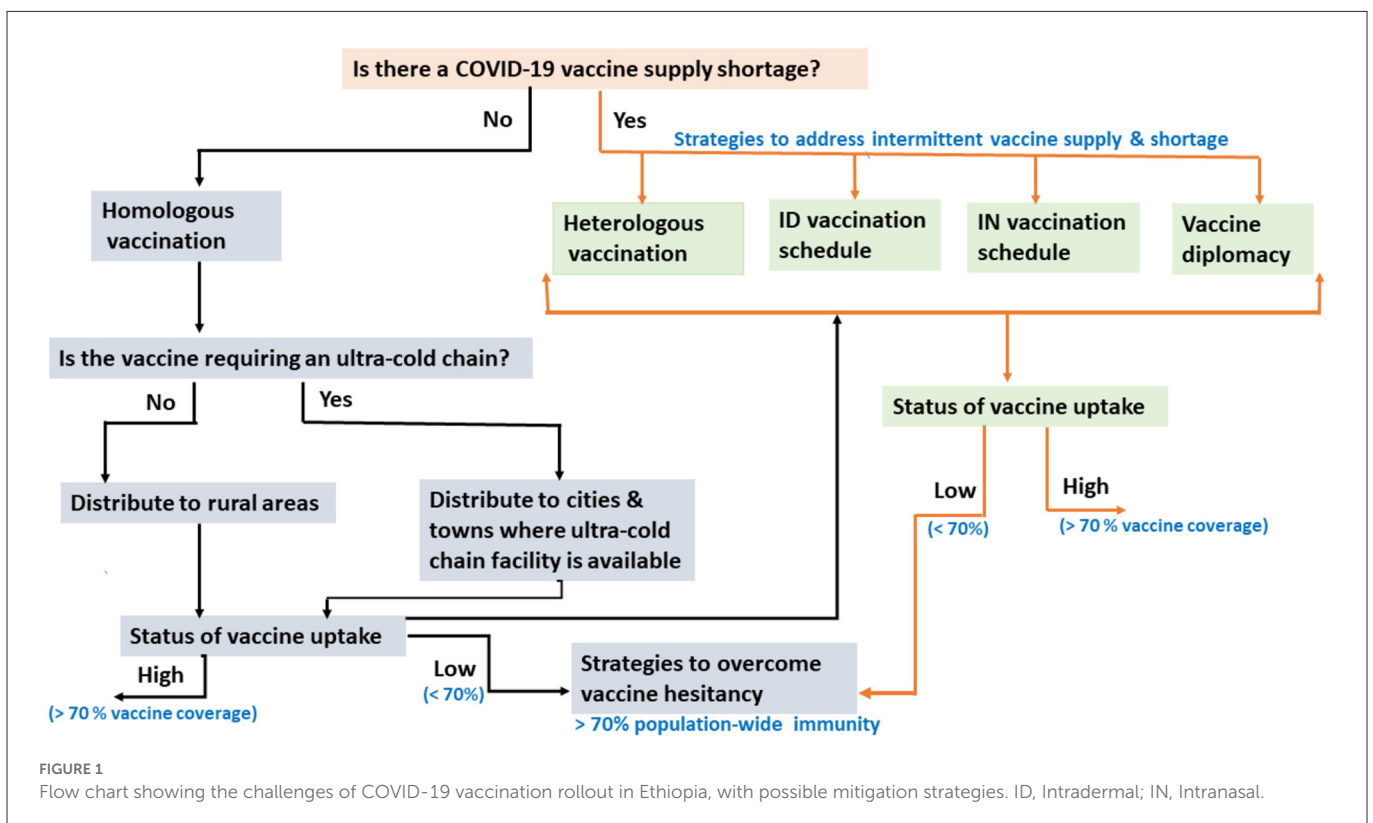 Is there a COVID-19 vaccine supply shortage?
No
Yes
Strategies to address intermittent vaccine supply & shortage
Homologous
vaccination
Heterologous
vaccination
ID vaccination
schedule
IN vaccination
schedule
Vaccine
diplomacy
Is the vaccine requiring an ultra-cold chain?
No
Yes
Status of vaccine uptake
Distribute to rural areas
Distribute to cities &
towns where ultra-cold
chain facility is available
Low
(< 70%)
High
(> 70 % vaccine coverage)
Status of vaccine uptake
High
(> 70 % vaccine coverage)
Low
(< 70%)
Strategies to overcome
vaccine hesitancy
> 70% population-wide immunity
FIGURE 1
Flow chart showing the challenges of COVID-19 vaccination rollout in Ethiopia, with possible mitigation strategies. ID, Intradermal; IN, Intranasal.